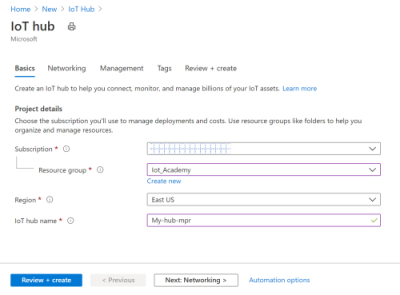 Home > New > IoT Hub >
IoT hub
Microsoft
Basics Networking Management Tags Review + create
Create an IoT hub to help you connect, monitor, and manage billions of your IoT assets. Learn more
Project details
Choose the subscription you'll use to manage deployments and costs. Use resource groups like folders to help you
organize and manage resources.
Subscription *
Resource group *
Iot_Academy
Create new
Region *
East US
IoT hub name *
My-hub-mpr
Review + create
< Previous
Next: Networking >
Automation options